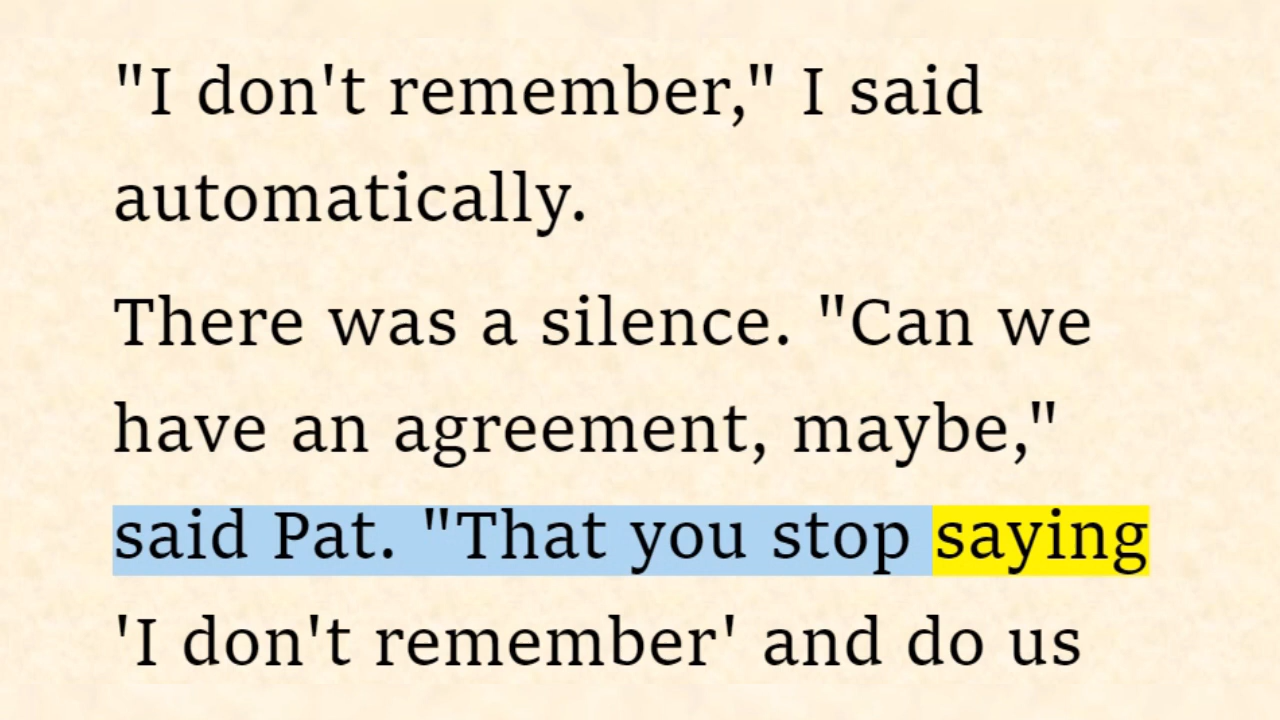 "I don't remember," I said
automatically.
There was a silence. "Can we
have an agreement, maybe,"
said Pat. "That you stop saying
'I don't remember' and do us